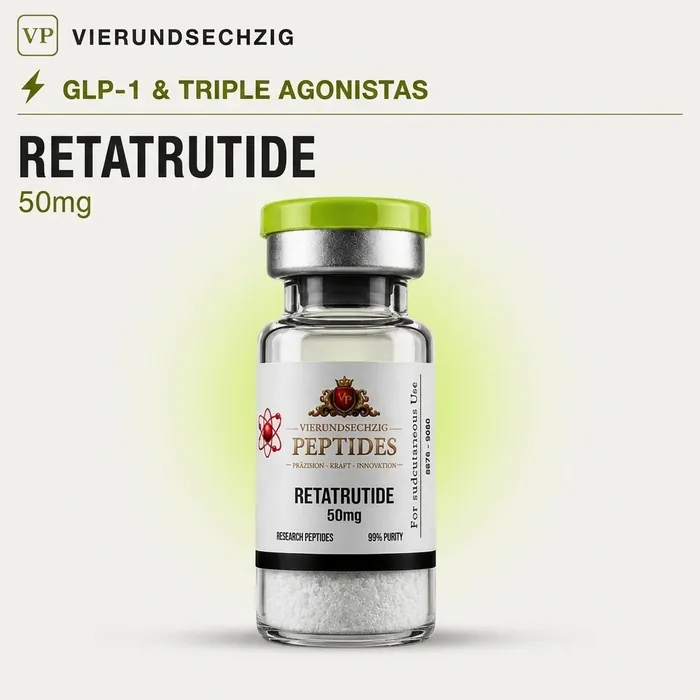 VP VIERUNDSECHZIG
GLP-1 & TRIPLE AGONISTAS
RETATRUTIDE
50mg
VP
VIERUNDSECHZIG
PEPTIDES
PRÄZISION - KRAFT - INNOVATION
RETATRUTIDE
50mg
RESEARCH PEPTIDES 99% PURITY
For sudcutaneous Use
8876 - 9080